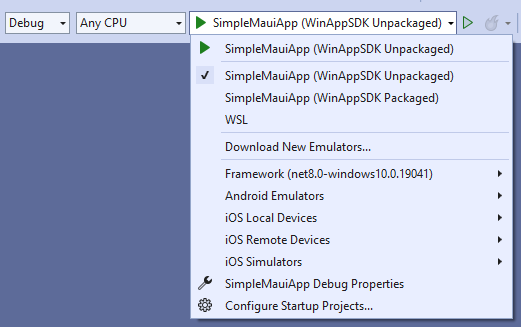 Debug
Any CPU
SimpleMauiApp (WinAppSDK Unpackaged)
SimpleMauiApp (WinAppSDK Unpackaged)
SimpleMauiApp (WinAppSDK Unpackaged)
SimpleMauiApp (WinAppSDK Packaged)
WSL
Download New Emulators...
Framework (net8.0-windows10.0.19041)
Android Emulators
iOS Local Devices
iOS Remote Devices
iOS Simulators
SimpleMauiApp Debug Properties
Configure Startup Projects...